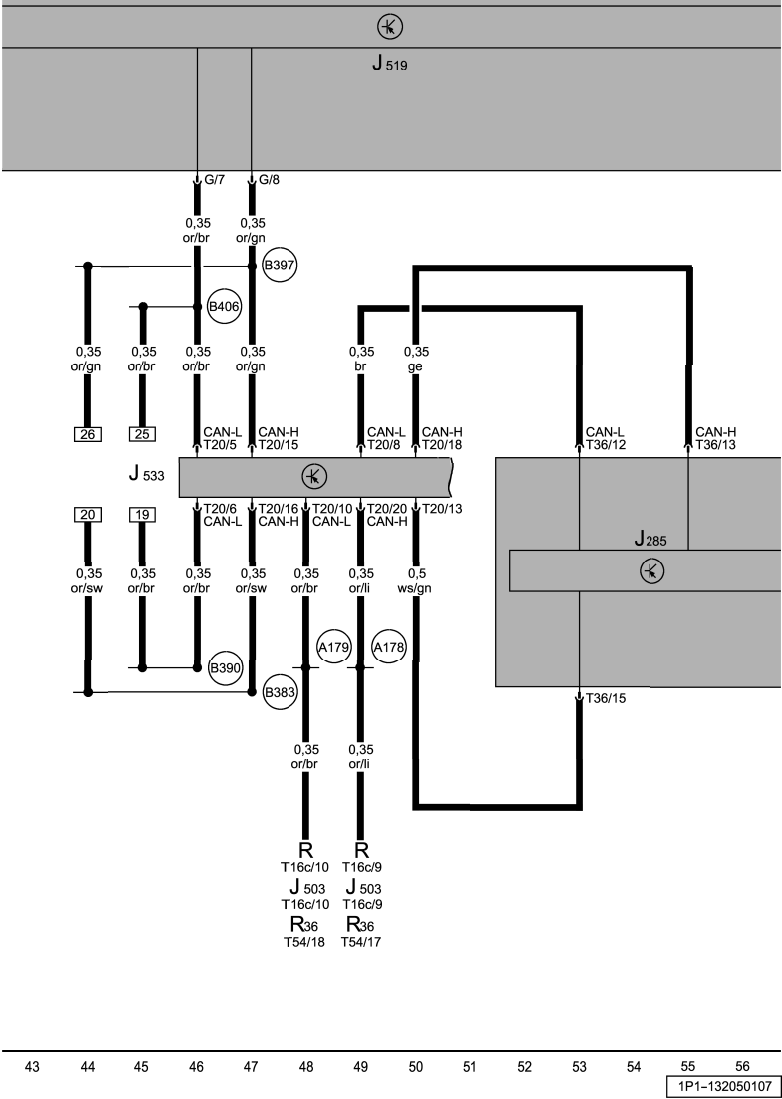 J 519
G/7 G/8
0,35 0,35
or/br or/gn
B397
B406
0,35 0,35 0,35 0,35 0,35 0,35
or/gn or/br or/br or/gn br ge
26 25 CAN-L CAN-H CAN-L CAN-H CAN-L CAN-H
T20/5 T20/15 T20/8 T20/18 T36/12 T36/13
J 533
20 19 T20/6 T20/16 T20/10 T20/20 T20/13
CAN-L CAN-H CAN-L CAN-H
J 285
0,35 0,35 0,35 0,35 0,35 0,35 0,5
or/sw or/br or/br or/sw or/br or/li ws/gn
A179 A178
B390
B383
T36/15
0,35 0,35
or/br or/li
R R
T16c/10 T16c/9
J 503 J 503
T16c/10 T16c/9
R36 R36
T54/18 T54/17
43 44 45 46 47 48 49 50 51 52 53 54 55 56
1P1-132050107